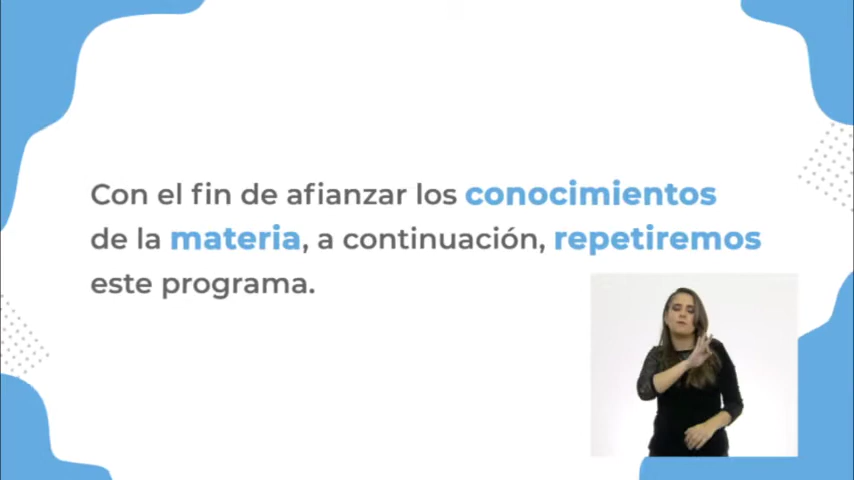 Con el fin de afianzar los conocimientos
de la materia, a continuación, repetiremos
este programa.